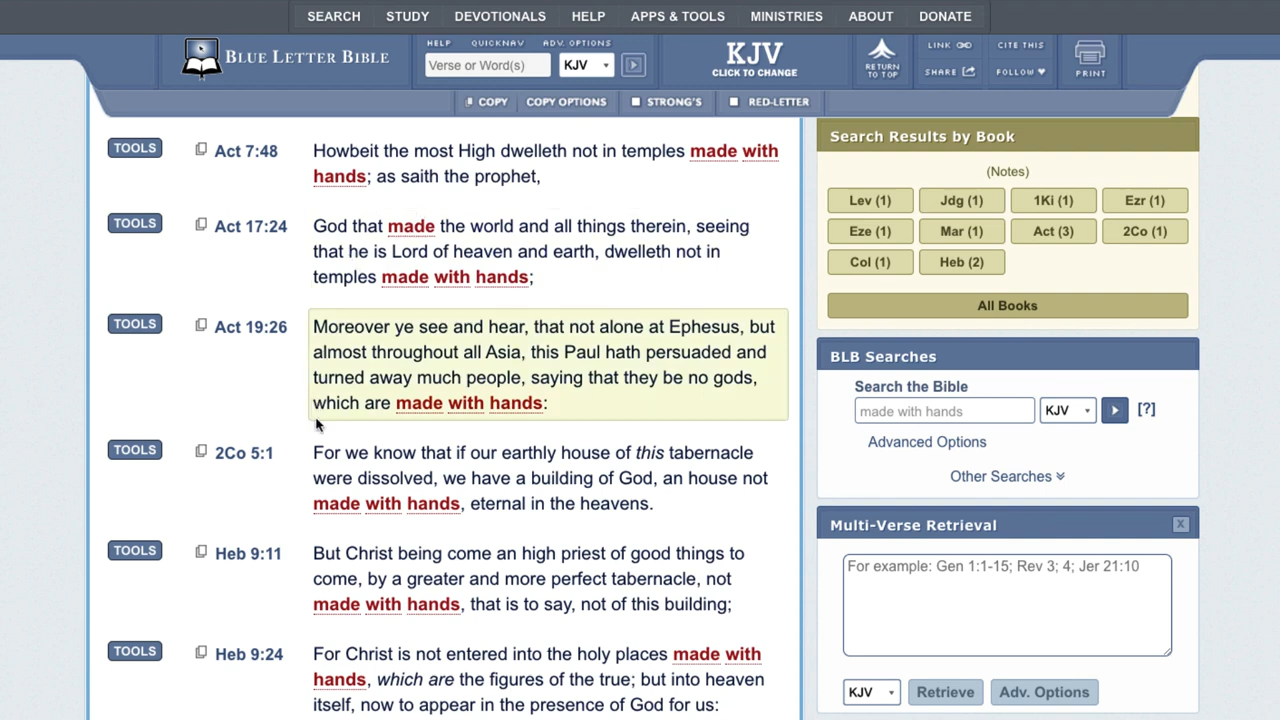 SEARCH STUDY DEVOTIONALS HELP APPS & TOOLS MINISTRIES ABOUT DONATE
BLUE LETTER BIBLE
HELP QUICKNAV ADV. OPTIONS
Verse or Word(s) KJV
KJV
CLICK TO CHANGE
RETURN
TO TOP
LINK CITE THIS
SHARE FOLLOW
PRINT
COPY COPY OPTIONS STRONG'S RED-LETTER
TOOLS Act 7:48 Howbeit the most High dwelleth not in temples made with
hands; as saith the prophet,
TOOLS Act 17:24 God that made the world and all things therein, seeing
that he is Lord of heaven and earth, dwelleth not in
temples made with hands;
TOOLS Act 19:26 Moreover ye see and hear, that not alone at Ephesus, but
almost throughout all Asia, this Paul hath persuaded and
turned away much people, saying that they be no gods,
which are made with hands:
TOOLS 2Co 5:1 For we know that if our earthly house of this tabernacle
were dissolved, we have a building of God, an house not
made with hands, eternal in the heavens.
TOOLS Heb 9:11 But Christ being come an high priest of good things to
come, by a greater and more perfect tabernacle, not
made with hands, that is to say, not of this building;
TOOLS Heb 9:24 For Christ is not entered into the holy places made with
hands, which are the figures of the true; but into heaven
itself, now to appear in the presence of God for us:
Search Results by Book
(Notes)
Lev (1) Jdg (1) 1Ki (1) Ezr (1)
Eze (1) Mar (1) Act (3) 2Co (1)
Col (1) Heb (2)
All Books
BLB Searches
Search the Bible
made with hands KJV [?]
Advanced Options
Other Searches
Multi-Verse Retrieval X
For example: Gen 1:1-15; Rev 3; 4; Jer 21:10
KJV Retrieve Adv. Options